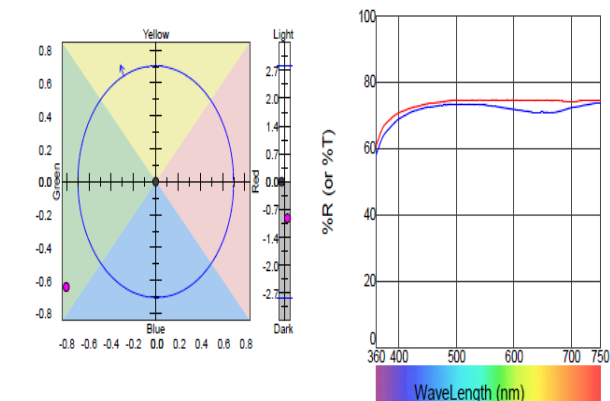 Yellow
Light
0.8
0.6
0.4
0.2
0.0
-0.2
-0.4
-0.6
-0.8
Green
Red
Blue
-0.8 -0.6 -0.4 -0.2 0.0 0.2 0.4 0.6 0.8
2.7
2.0
1.4
0.7
0.0
-0.7
-1.4
-2.0
-2.7
Dark
100
80
60
40
20
0
%R (or %T)
360 400 500 600 700 750
WaveLength (nm)